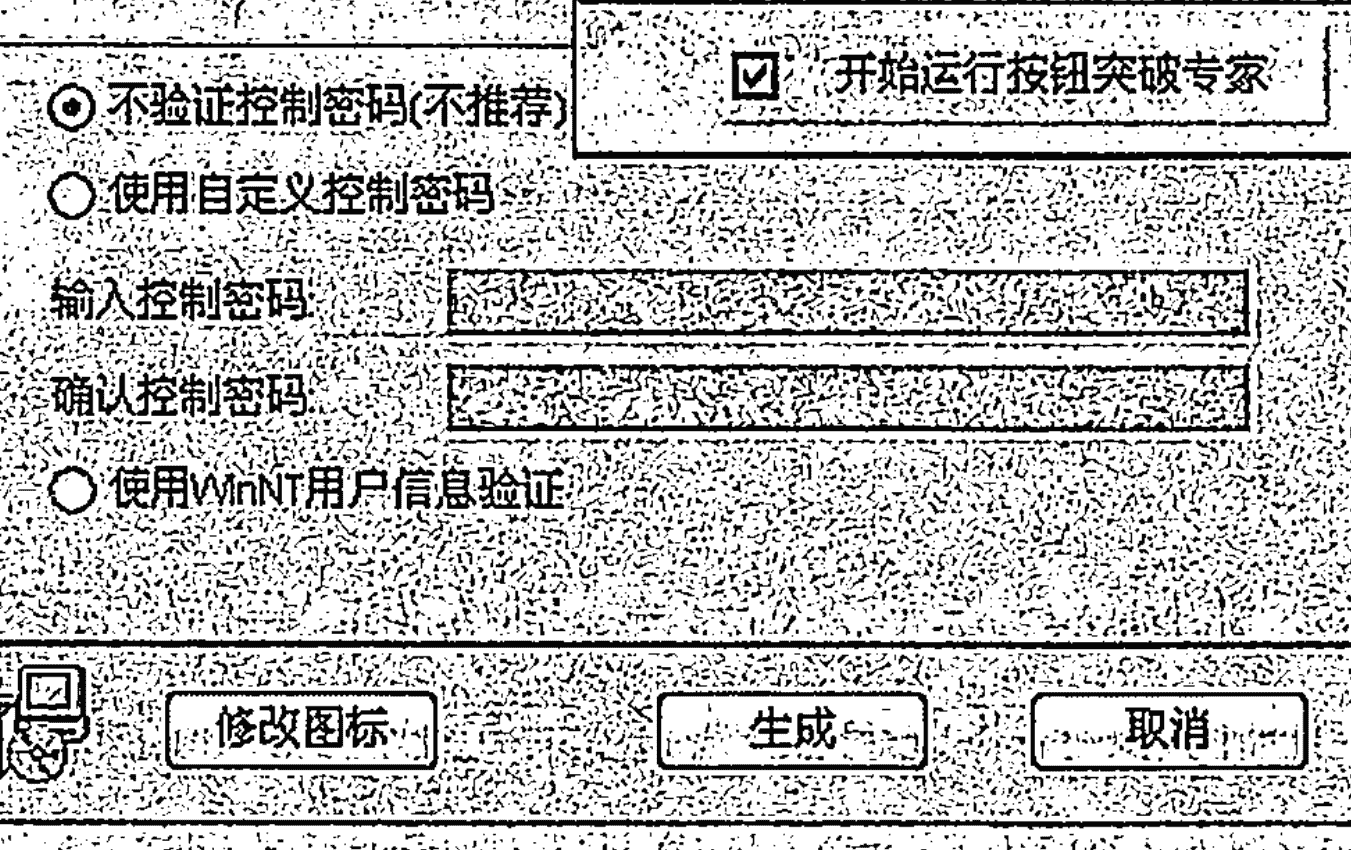 开始运行按钮突破专家
不验证控制密码(不推荐)
使用自定义控制密码
输入控制密码:
确认控制密码:
使用WinNT用户信息验证
修改图标
生成
取消